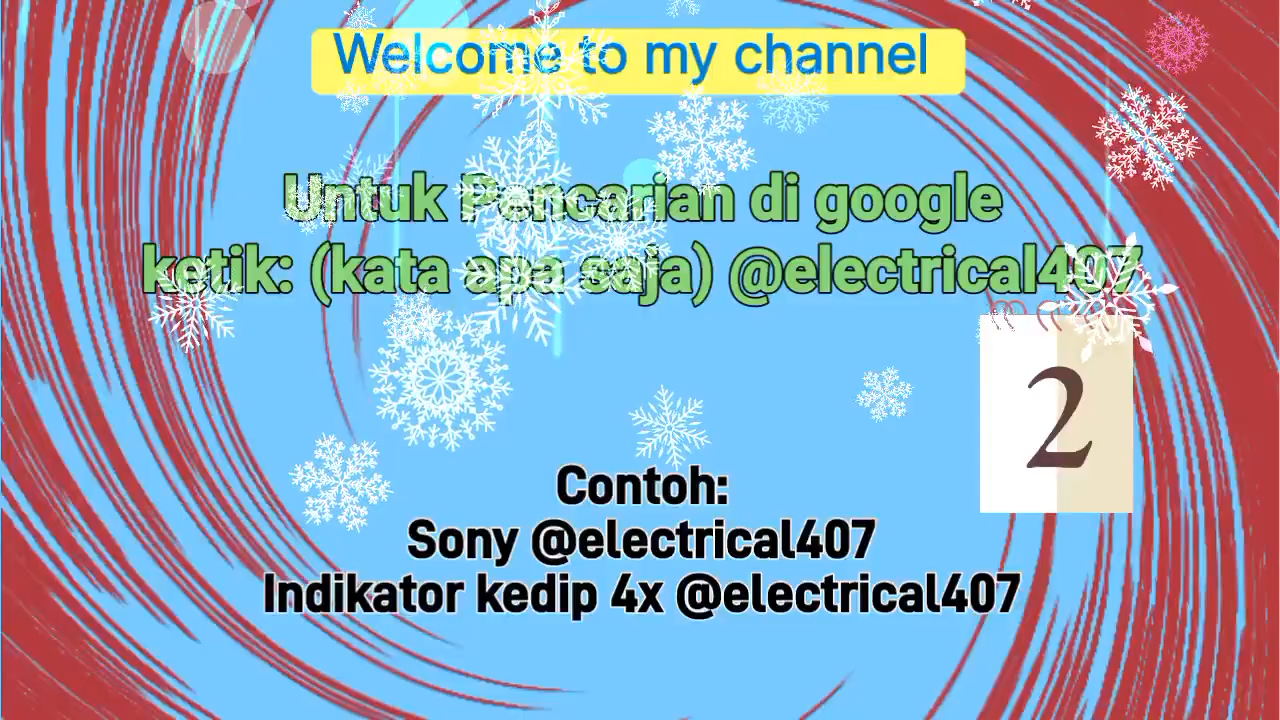 Welcome to my channel
Untuk Pencarian di google
ketik: (kata apa saja) @electrical407
2
Contoh:
Sony @electrical407
Indikator kedip 4x @electrical407